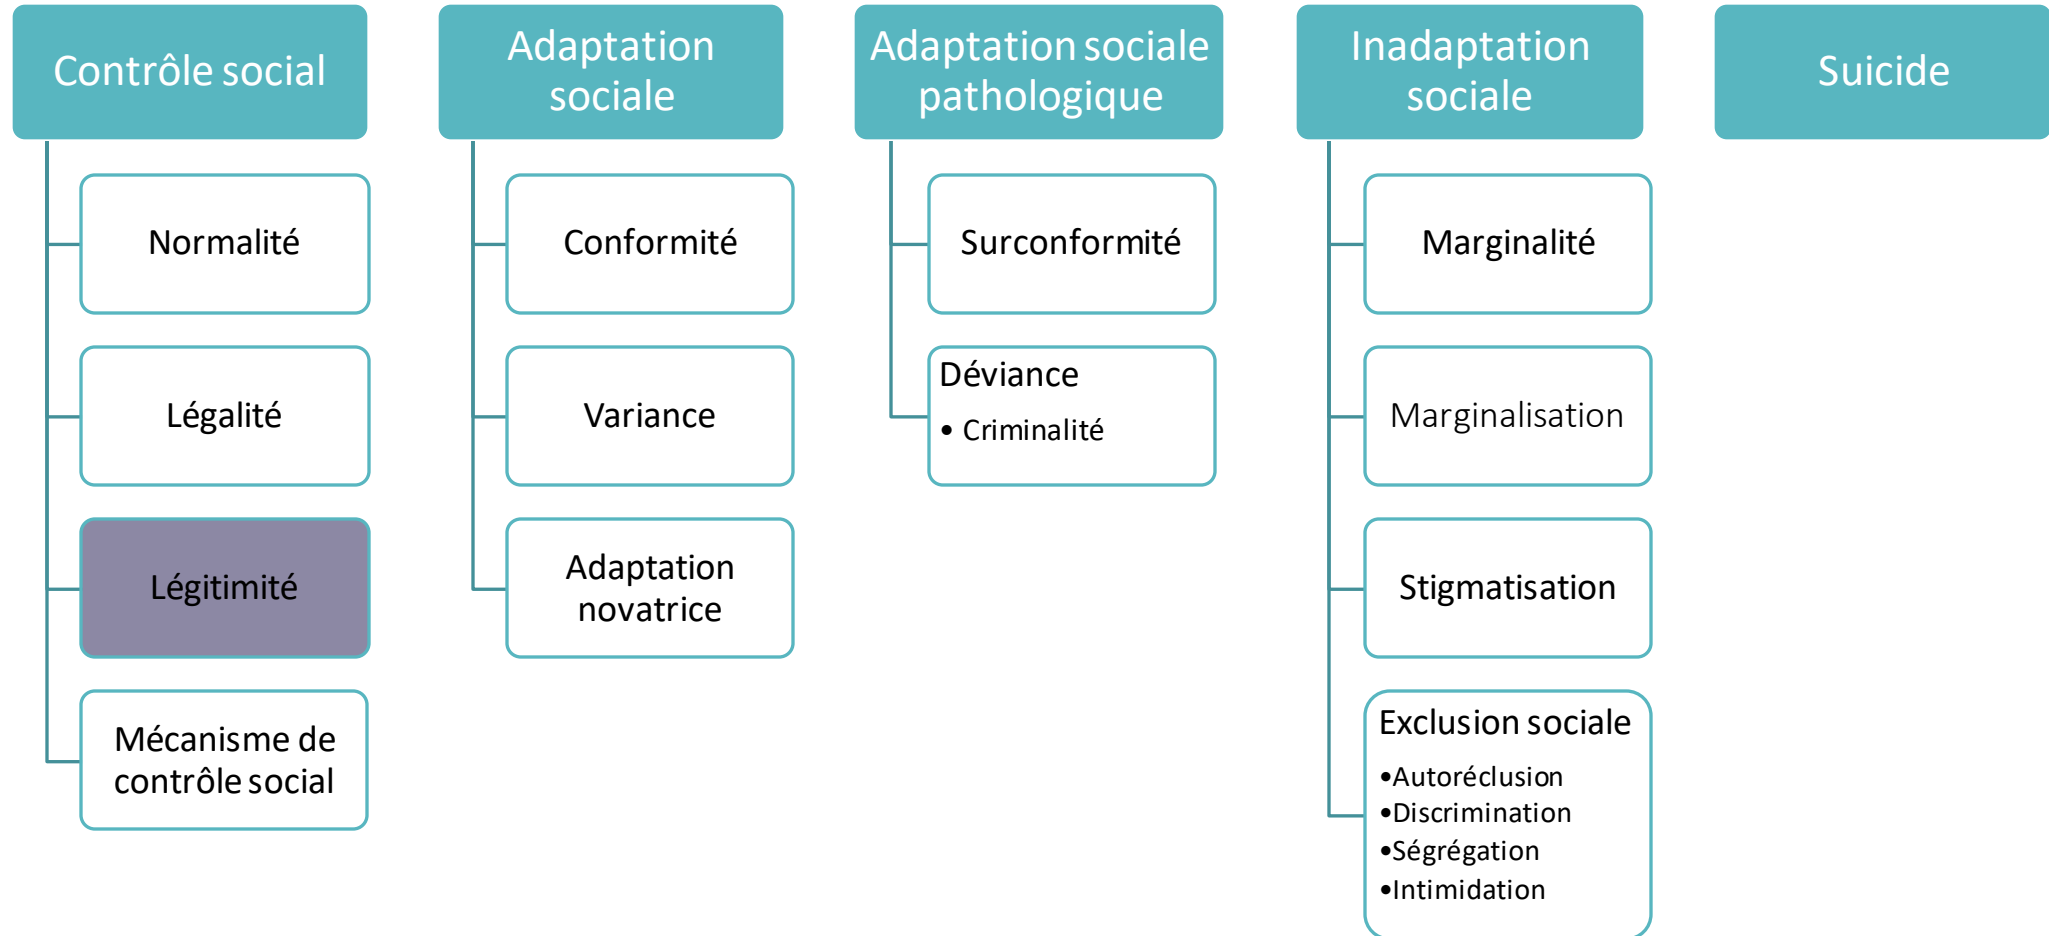 Contrôle social
Normalité
Légalité
Légitimité
Mécanisme de
contrôle social
Adaptation
sociale
Conformité
Variance
Adaptation
novatrice
Adaptation sociale
pathologique
Surconformité
Déviance
• Criminalité
Inadaptation
sociale
Marginalité
Marginalisation
Stigmatisation
Exclusion sociale
•Autoréclusion
•Discrimination
•Ségrégation
•Intimidation
Suicide